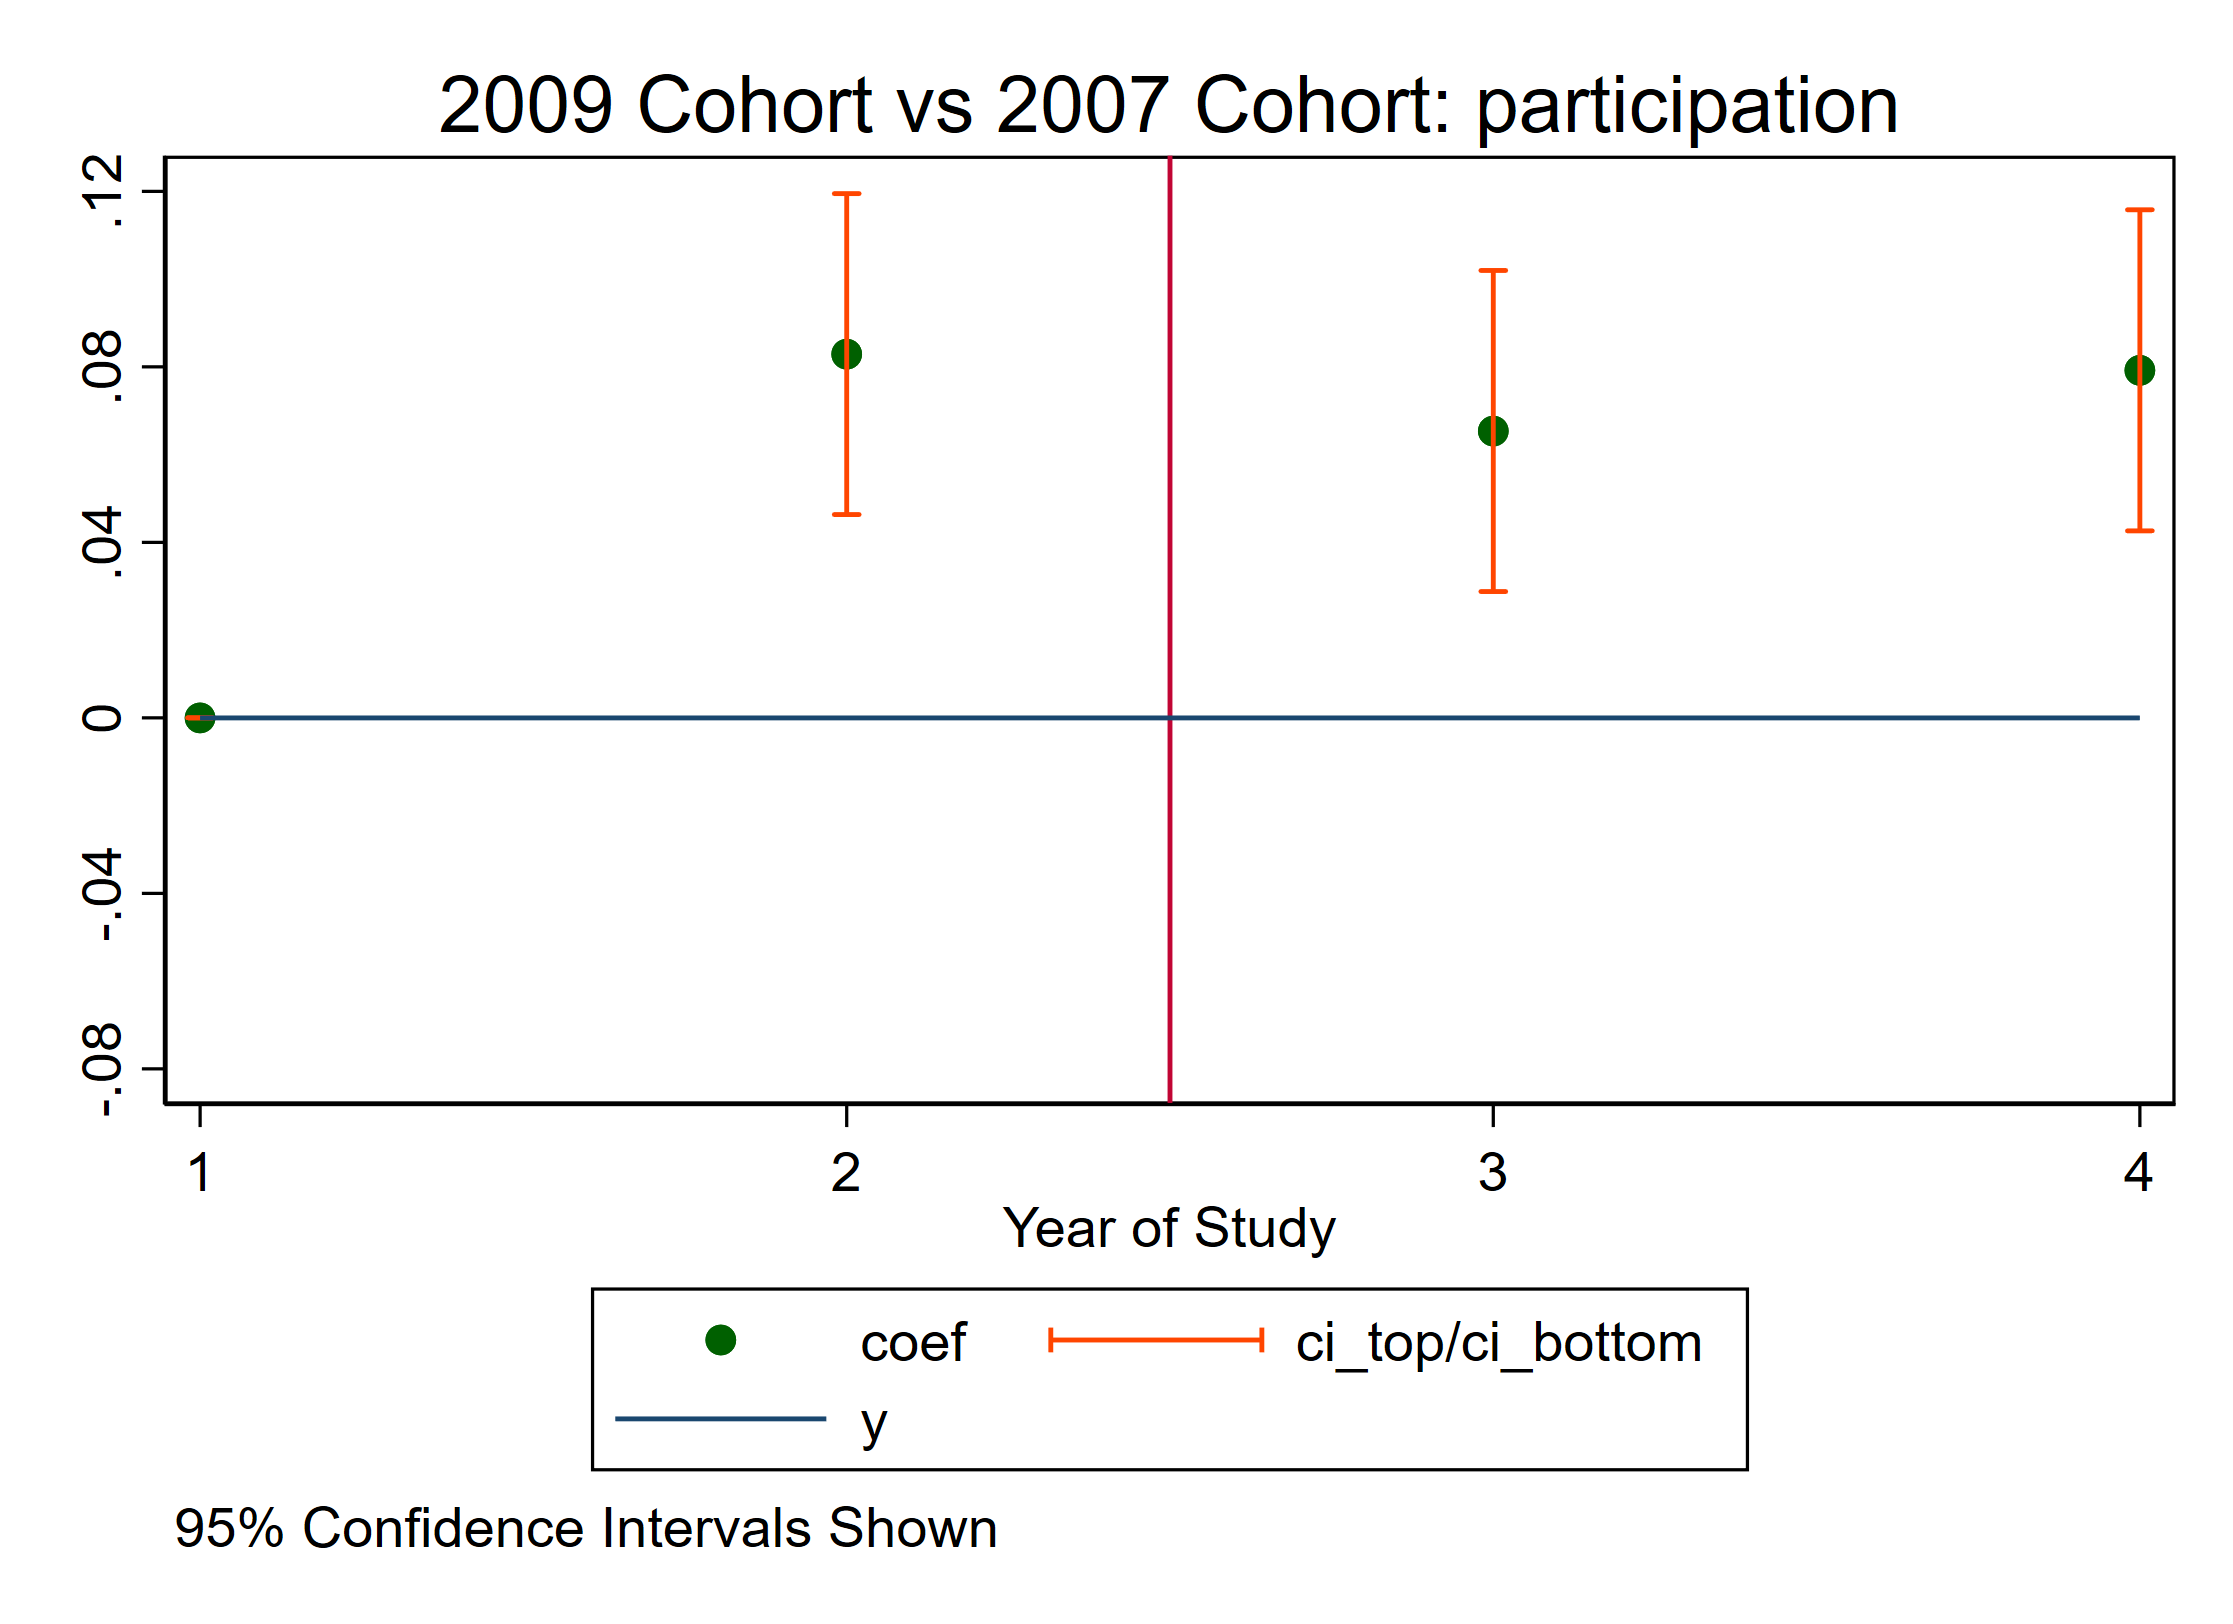 2009 Cohort vs 2007 Cohort: participation
.12
.08
.04
0
-.04
-.08
1 2 3 4
Year of Study
coef ci_top/ci_bottom
y
95% Confidence Intervals Shown